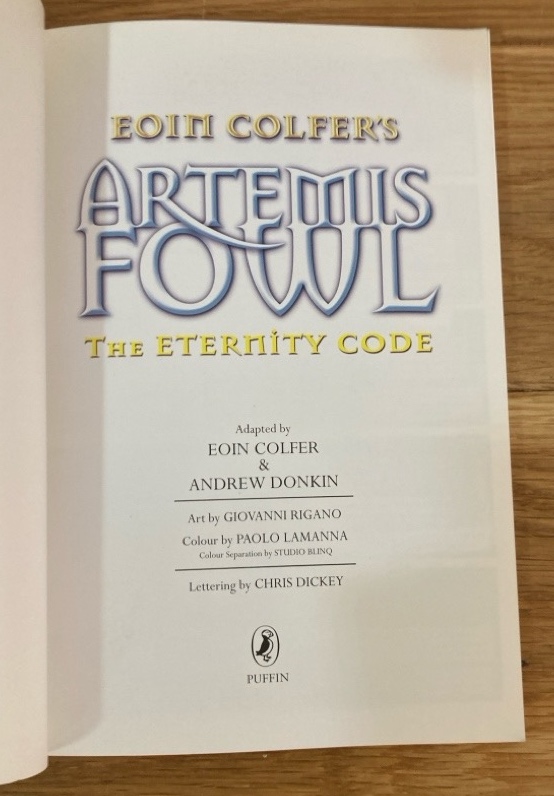 EOIN COLFER'S
ARTEMIS
FOWL
THE ETERNITY CODE
Adapted by
EOIN COLFER
&
ANDREW DONKIN
Art by GIOVANNI RIGANO
Colour by PAOLO LAMANNA
Colour Separation by STUDIO BLINQ
Lettering by CHRIS DICKEY
PUFFIN